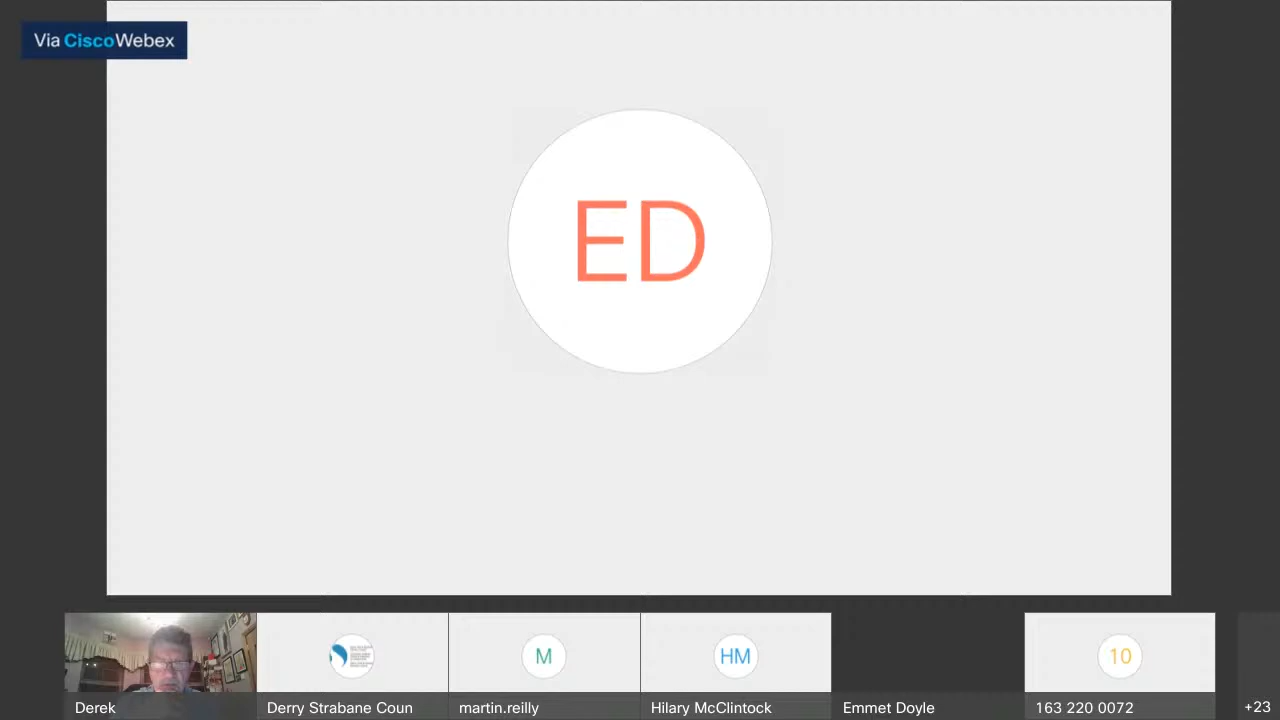 Via CiscoWebex
ED
M
HM
10
Derek
Derry Strabane Coun
martin.reilly
Hilary McClintock
Emmet Doyle
163 220 0072
+23